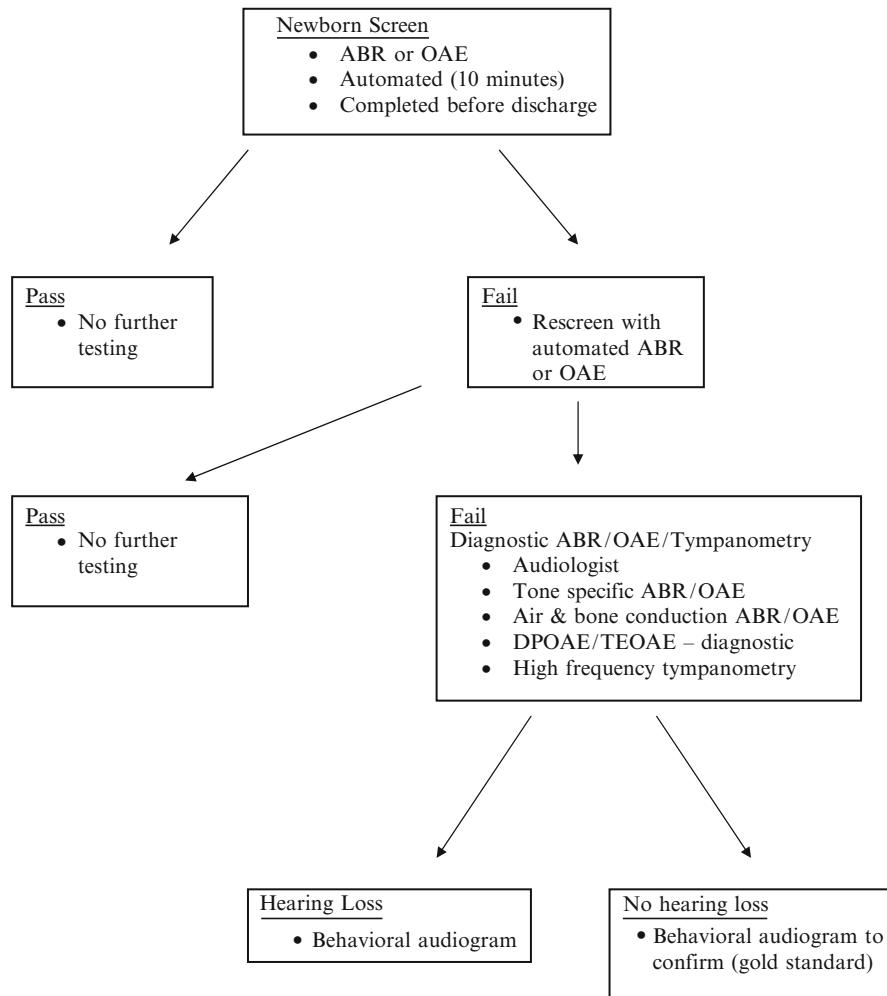 Newborn Screen
• ABR or OAE
• Automated (10 minutes)
• Completed before discharge
Pass
• No further
testing
Fail
• Rescreen with
automated ABR
or OAE
Pass
• No further
testing
Fail
Diagnostic ABR/OAE/Tympanometry
• Audiologist
• Tone specific ABR/OAE
• Air & bone conduction ABR/OAE
• DPOAE/TEOAE – diagnostic
• High frequency tympanometry
Hearing Loss
• Behavioral audiogram
No hearing loss
• Behavioral audiogram to
confirm (gold standard)